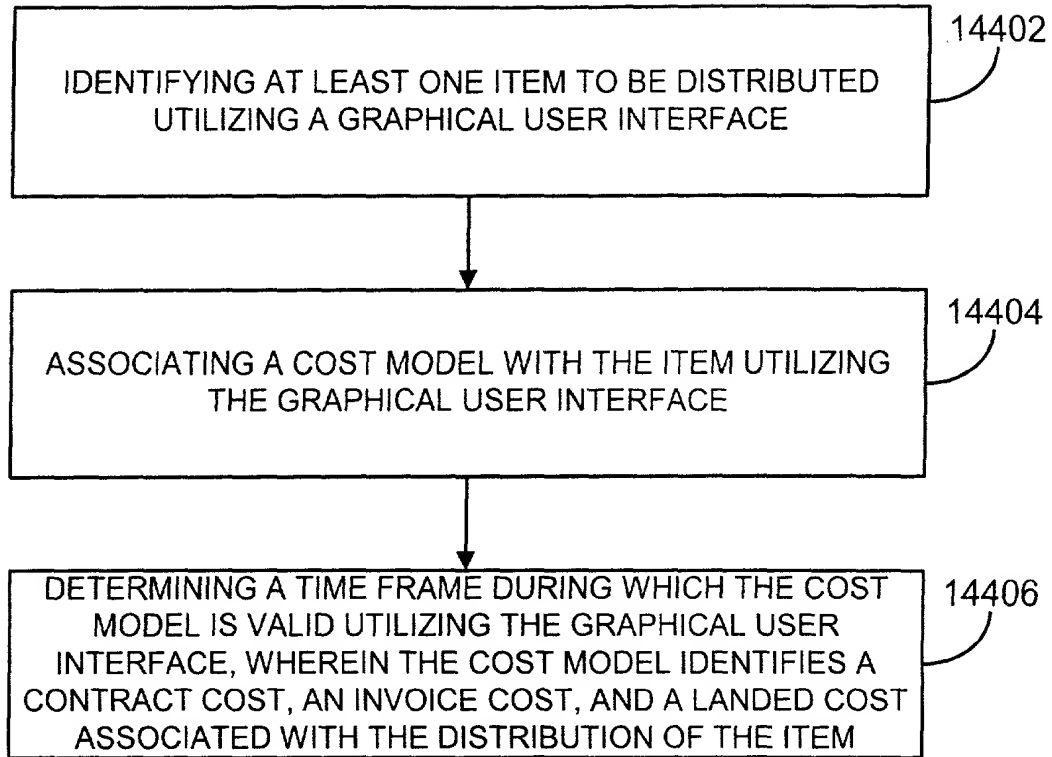 14402
IDENTIFYING AT LEAST ONE ITEM TO BE DISTRIBUTED
UTILIZING A GRAPHICAL USER INTERFACE
14404
ASSOCIATING A COST MODEL WITH THE ITEM UTILIZING
THE GRAPHICAL USER INTERFACE
14406
DETERMINING A TIME FRAME DURING WHICH THE COST
MODEL IS VALID UTILIZING THE GRAPHICAL USER
INTERFACE, WHEREIN THE COST MODEL IDENTIFIES A
CONTRACT COST, AN INVOICE COST, AND A LANDED COST
ASSOCIATED WITH THE DISTRIBUTION OF THE ITEM